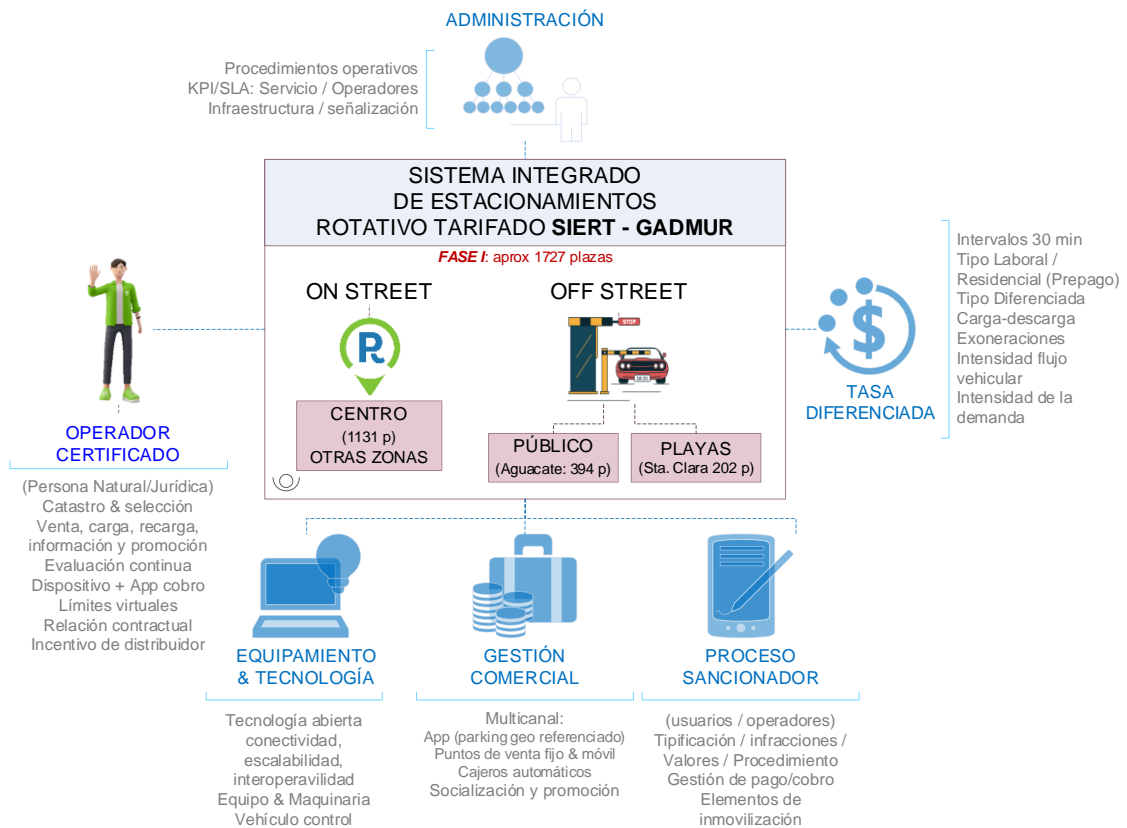 ADMINISTRACIÓN
Procedimientos operativos
KPI/SLA: Servicio / Operadores
Infraestructura / señalización
SISTEMA INTEGRADO
DE ESTACIONAMIENTOS
ROTATIVO TARIFADO SIERT - GADMUR
FASE I: aprox 1727 plazas
ON STREET
OFF STREET
STOP
R
CENTRO
(1131 p)
OTRAS ZONAS
PÚBLICO
(Aguacate: 394 p)
PLAYAS
(Sta. Clara 202 p)
OPERADOR
CERTIFICADO
(Persona Natural/Jurídica)
Catastro & selección
Venta, carga, recarga,
información y promoción
Evaluación continua
Dispositivo + App cobro
Límites virtuales
Relación contractual
Incentivo de distribuidor
$
TASA
DIFERENCIADA
Intervalos 30 min
Tipo Laboral /
Residencial (Prepago)
Tipo Diferenciada
Carga-descarga
Exoneraciones
Intensidad flujo
vehicular
Intensidad de la
demanda
EQUIPAMIENTO
& TECNOLOGÍA
Tecnología abierta
conectividad,
escalabilidad,
interoperavilidad
Equipo & Maquinaria
Vehículo control
GESTIÓN
COMERCIAL
Multicanal:
App (parking geo referenciado)
Puntos de venta fijo & móvil
Cajeros automáticos
Socialización y promoción
PROCESO
SANCIONADOR
(usuarios / operadores)
Tipificación / infracciones /
Valores / Procedimiento
Gestión de pago/cobro
Elementos de
inmovilización